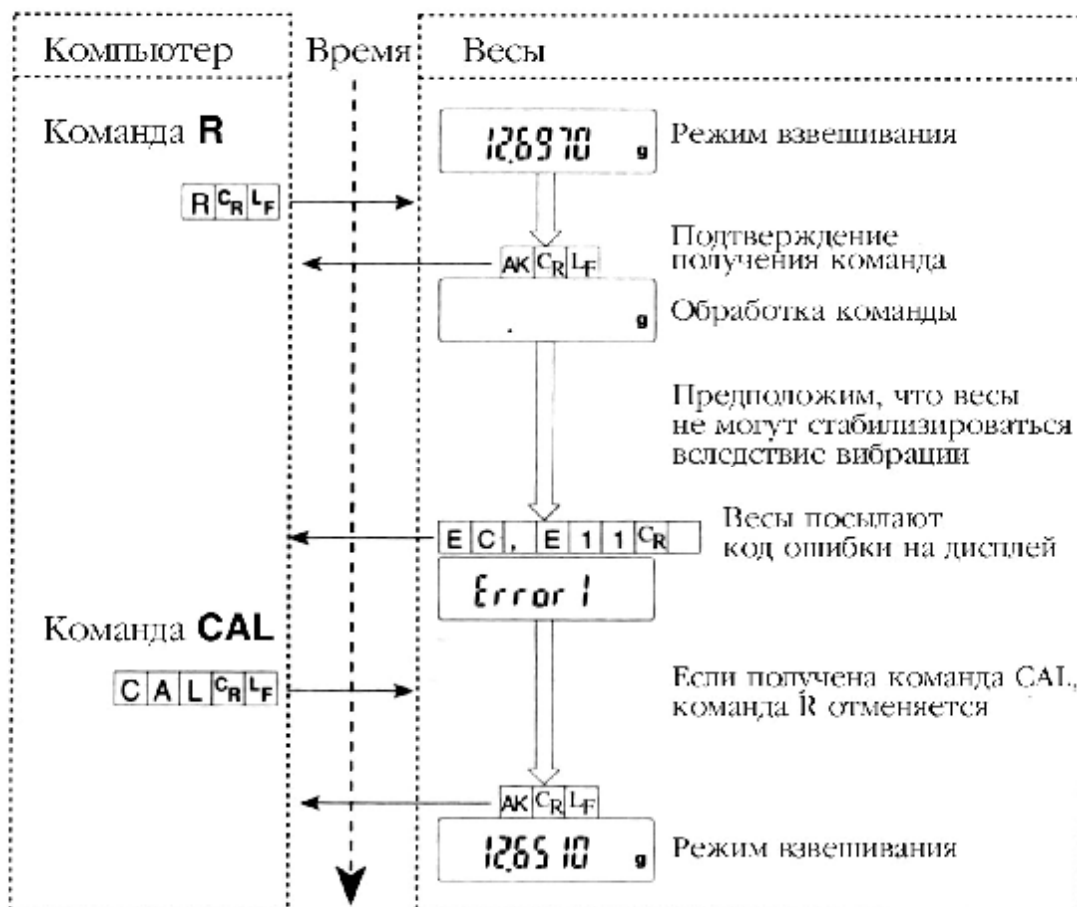 Компьютер
Время
Весы
Команда R
12.6970 g
Режим взвешивания
R CR LF
AK CR LF
Подтверждение
получения команда
. g
Обработка команды
Предположим, что весы
не могут стабилизироваться
вследствие вибрации
E C , E 1 1 CR
Весы посылают
код ошибки на дисплей
Error 1
Команда CAL
C A L CR LF
Если получена команда CAL,
команда R отменяется
AK CR LF
12.6510 g
Режим взвешивания